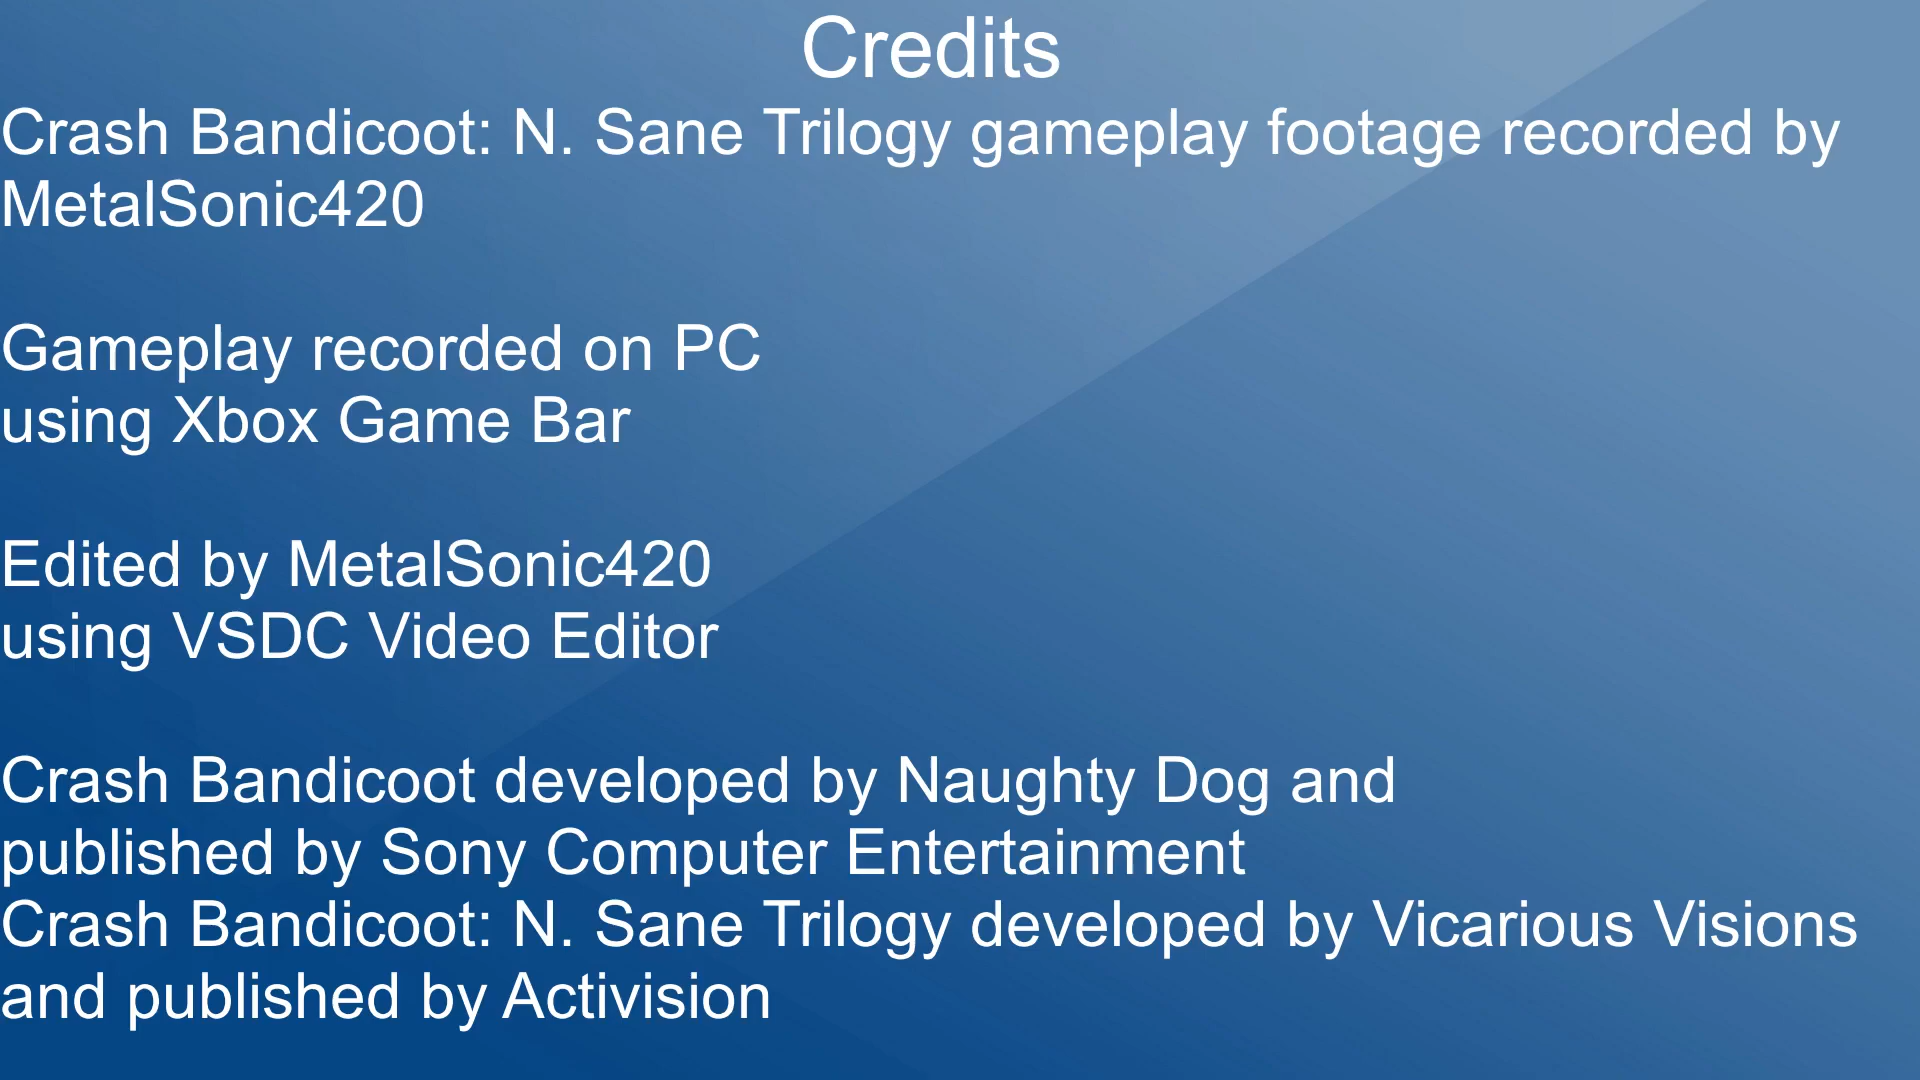 Credits
Crash Bandicoot: N. Sane Trilogy gameplay footage recorded by
MetalSonic420
Gameplay recorded on PC
using Xbox Game Bar
Edited by MetalSonic420
using VSDC Video Editor
Crash Bandicoot developed by Naughty Dog and
published by Sony Computer Entertainment
Crash Bandicoot: N. Sane Trilogy developed by Vicarious Visions
and published by Activision